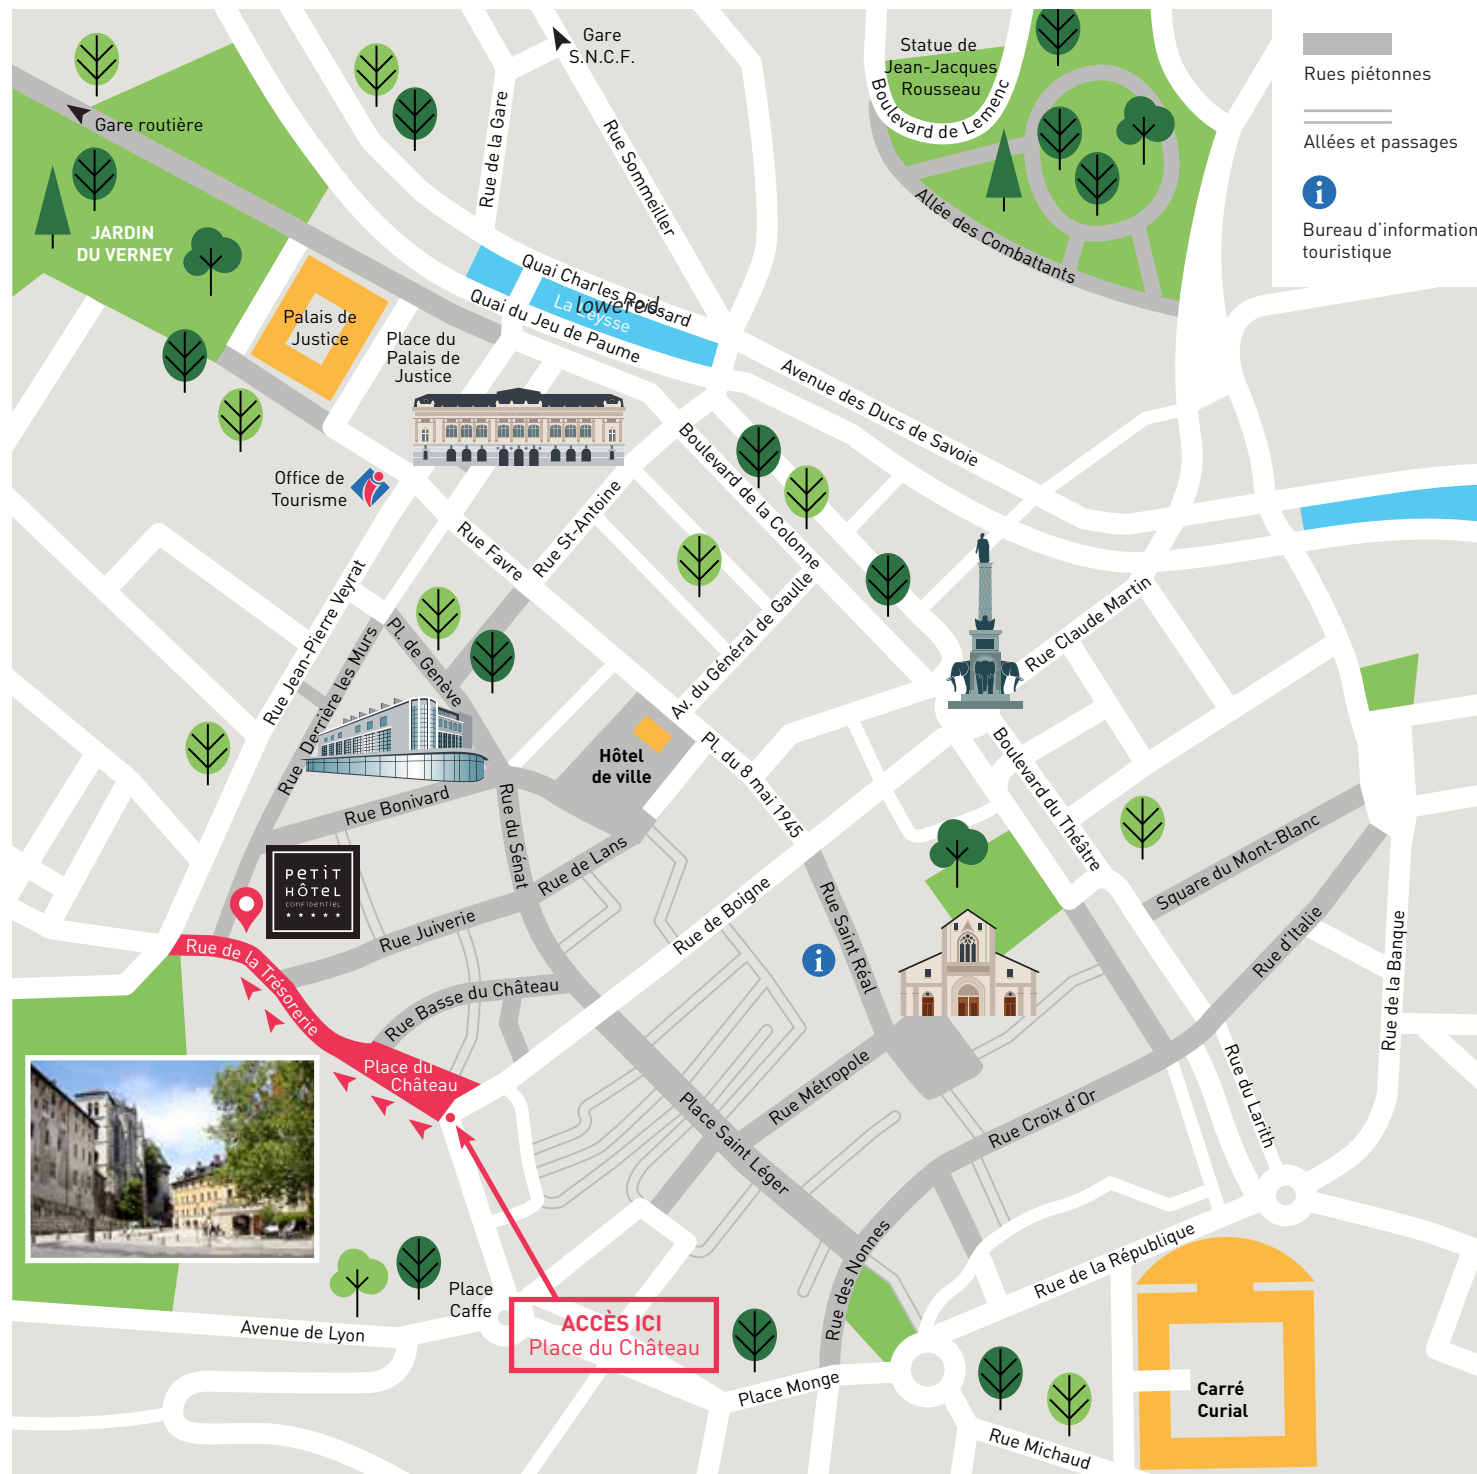 Gare
S.N.C.F.
Statue de
Jean-Jacques
Rousseau
Boulevard de Lemenc
Rues piétonnes
Allées et passages
i
Bureau d'information
touristique
Gare routière
Rue de la Gare
Rue Sommeiller
Allée des Combattants
JARDIN
DU VERNEY
Quai Charles Roissard
lowered
La Leysse
Quai du Jeu de Paume
Palais de
Justice
Place du
Palais de
Justice
Avenue des Ducs de Savoie
Boulevard de la Colonne
Office de
Tourisme
Rue Favre
Rue St-Antoine
Rue Jean-Pierre Veyrat
Rue Derrière les Murs
Pl. de Genève
Av. du Général de Gaulle
Rue Claude Martin
Hôtel
de ville
Pl. du 8 mai 1945
Boulevard du Théâtre
Rue Bonivard
Rue du Sénat
Rue de Lans
Square du Mont-Blanc
PETIT
HÔTEL
CONFIDENTIEL
Rue Juiverie
Rue de Boigne
Rue Saint Réal
i
Rue d'Italie
Rue de la Banque
Rue de la Trésorerie
Rue Basse du Château
Place du
Château
Rue Métropole
Place Saint Léger
Rue Croix d'Or
Rue du Larith
Rue des Nonnes
Rue de la République
Place
Caffe
Avenue de Lyon
ACCÈS ICI
Place du Château
Place Monge
Carré
Curial
Rue Michaud